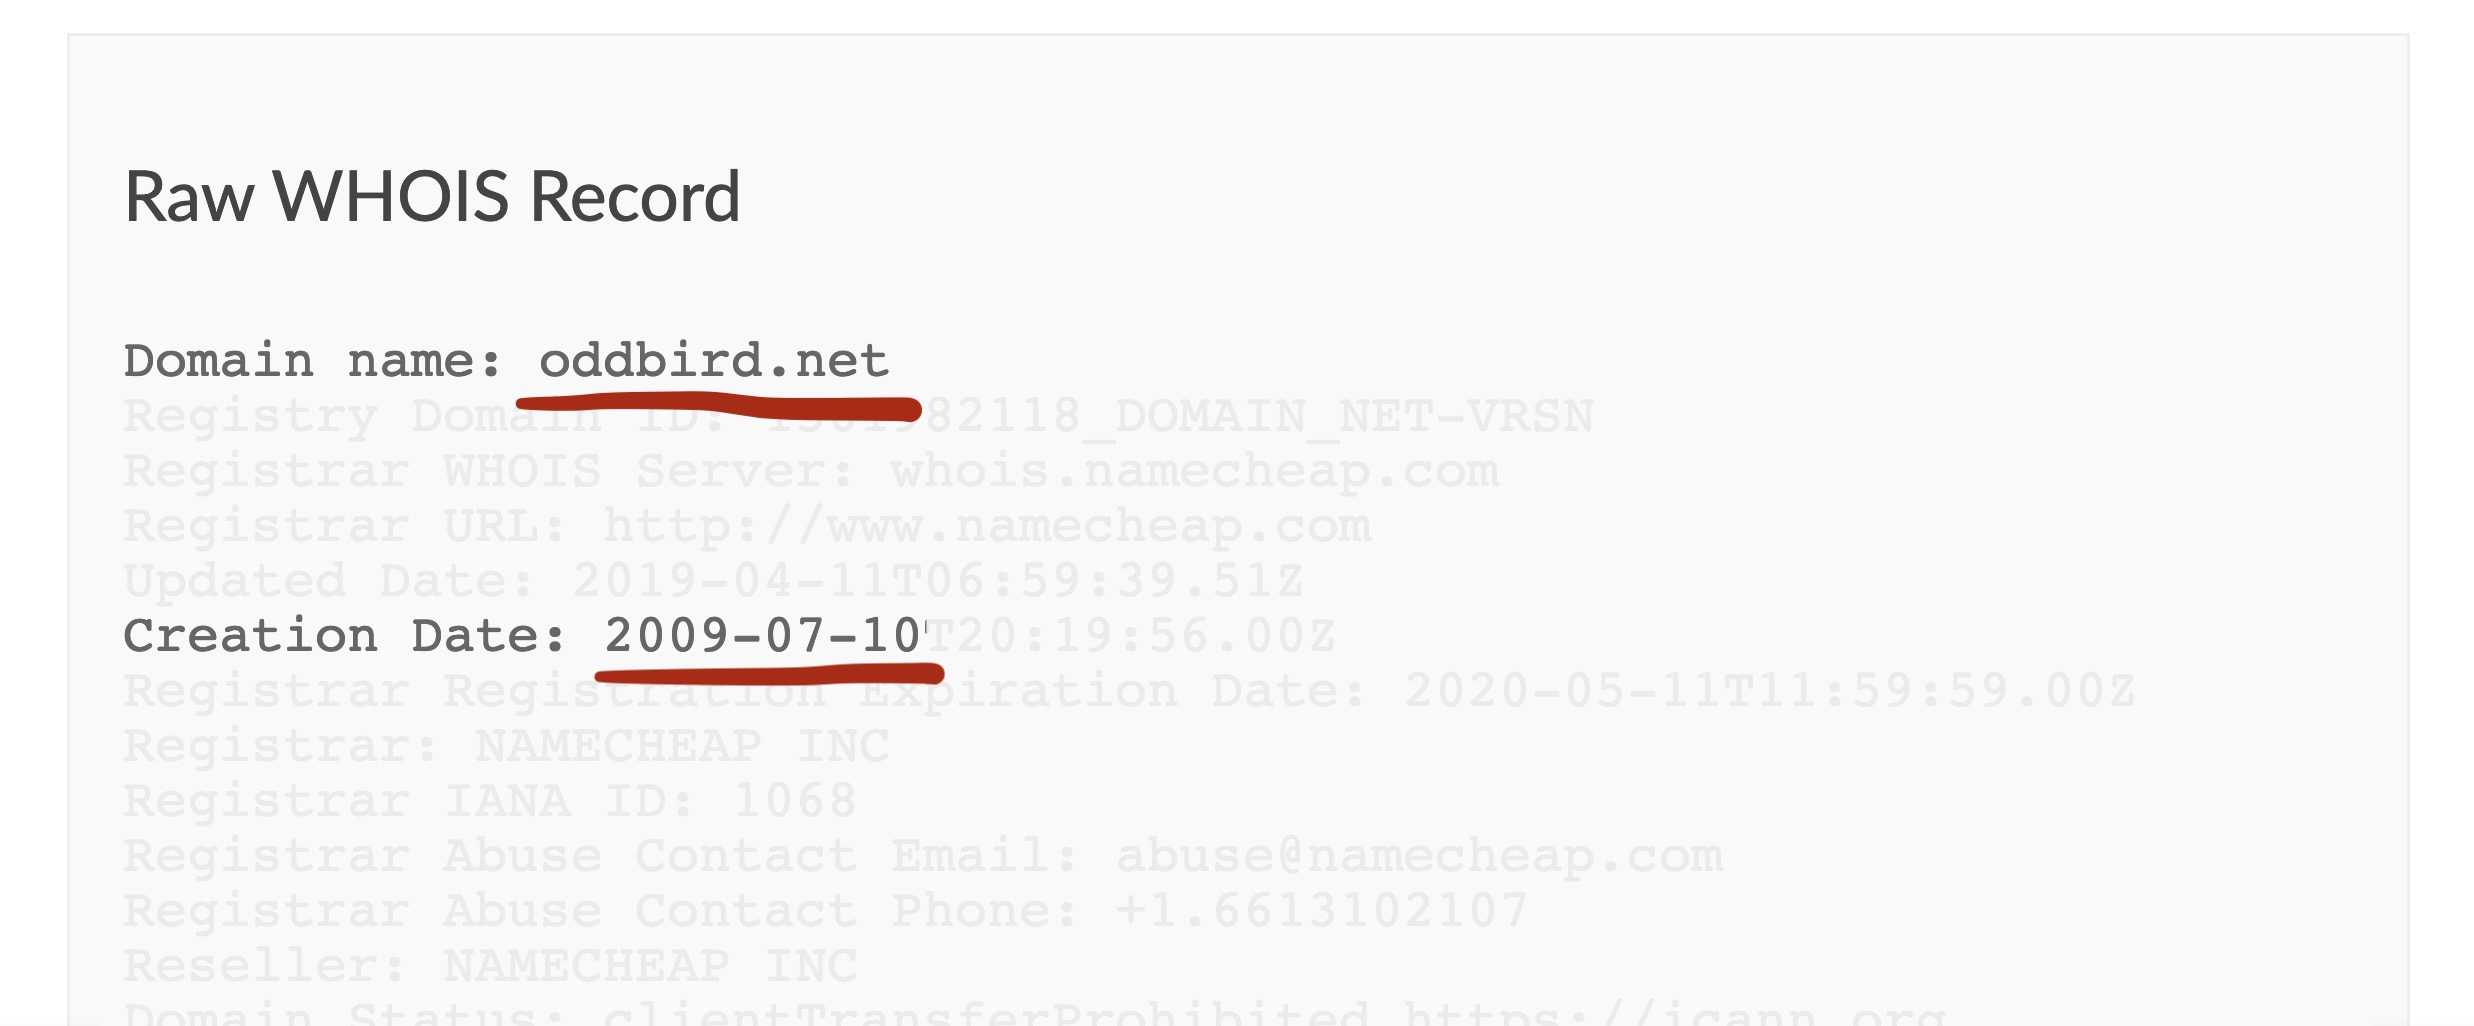 Raw WHOIS Record
Domain name: oddbird.net
Registry Domain ID: 1561982118_DOMAIN_NET-VRSN
Registrar WHOIS Server: whois.namecheap.com
Registrar URL: http://www.namecheap.com
Updated Date: 2019-04-11T06:59:39.51Z
Creation Date: 2009-07-10T20:19:56.00Z
Registrar Registration Expiration Date: 2020-05-11T11:59:59.00Z
Registrar: NAMECHEAP INC
Registrar IANA ID: 1068
Registrar Abuse Contact Email: abuse@namecheap.com
Registrar Abuse Contact Phone: +1.6613102107
Reseller: NAMECHEAP INC
Domain Status: clientTransferProhibited https://icann.org